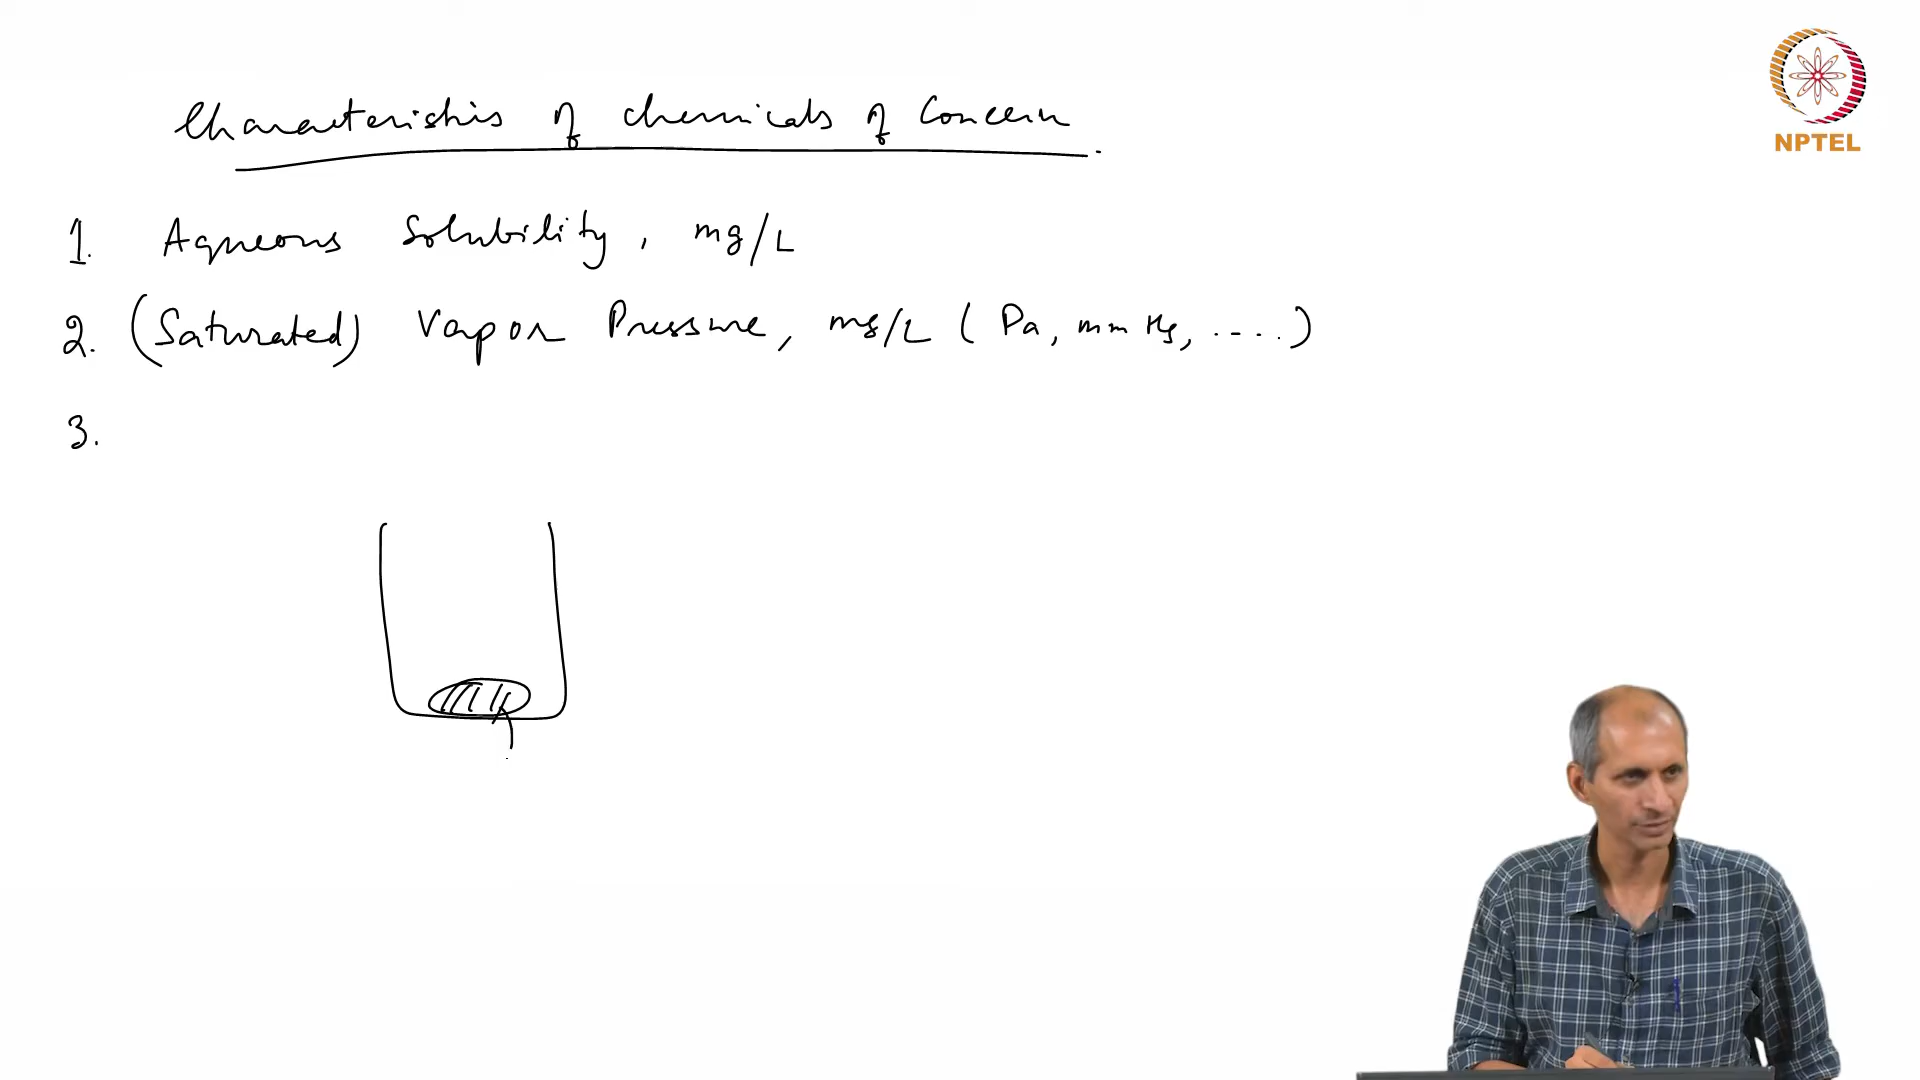 NPTEL
Characteristics of Chemicals of Concern.
1. Aqueous Solubility, mg/L
2. (Saturated) Vapor Pressure, mg/L (Pa, mm Hg, ....)
3.